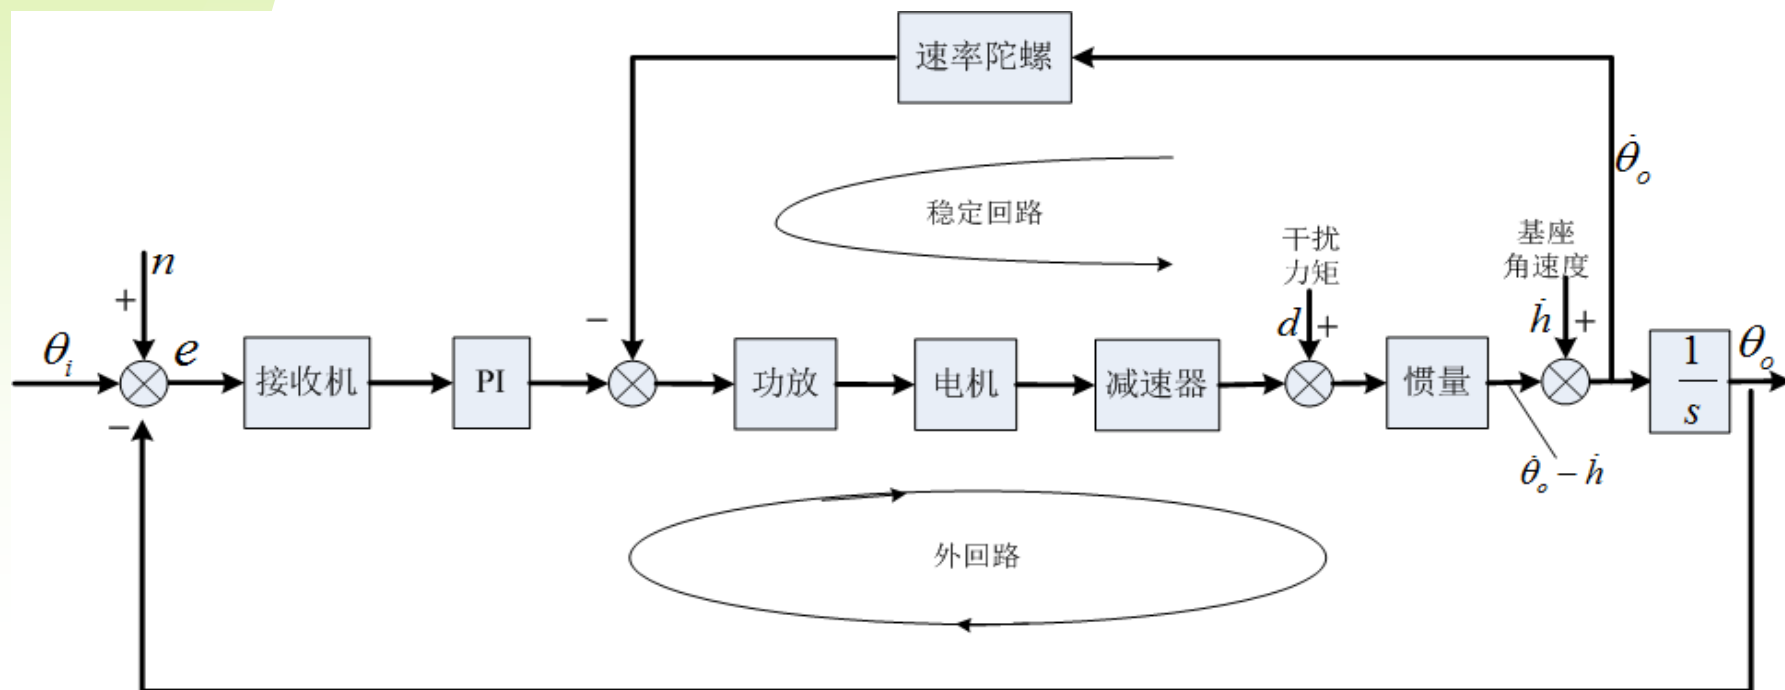 速率陀螺
θ̇ₒ
稳定回路
干扰
力矩
基座
角速度
n
+
−
d
+
ḣ
+
θᵢ
e
接收机
PI
功放
电机
减速器
惯量
1
s
θₒ
−
θ̇ₒ − ḣ
外回路